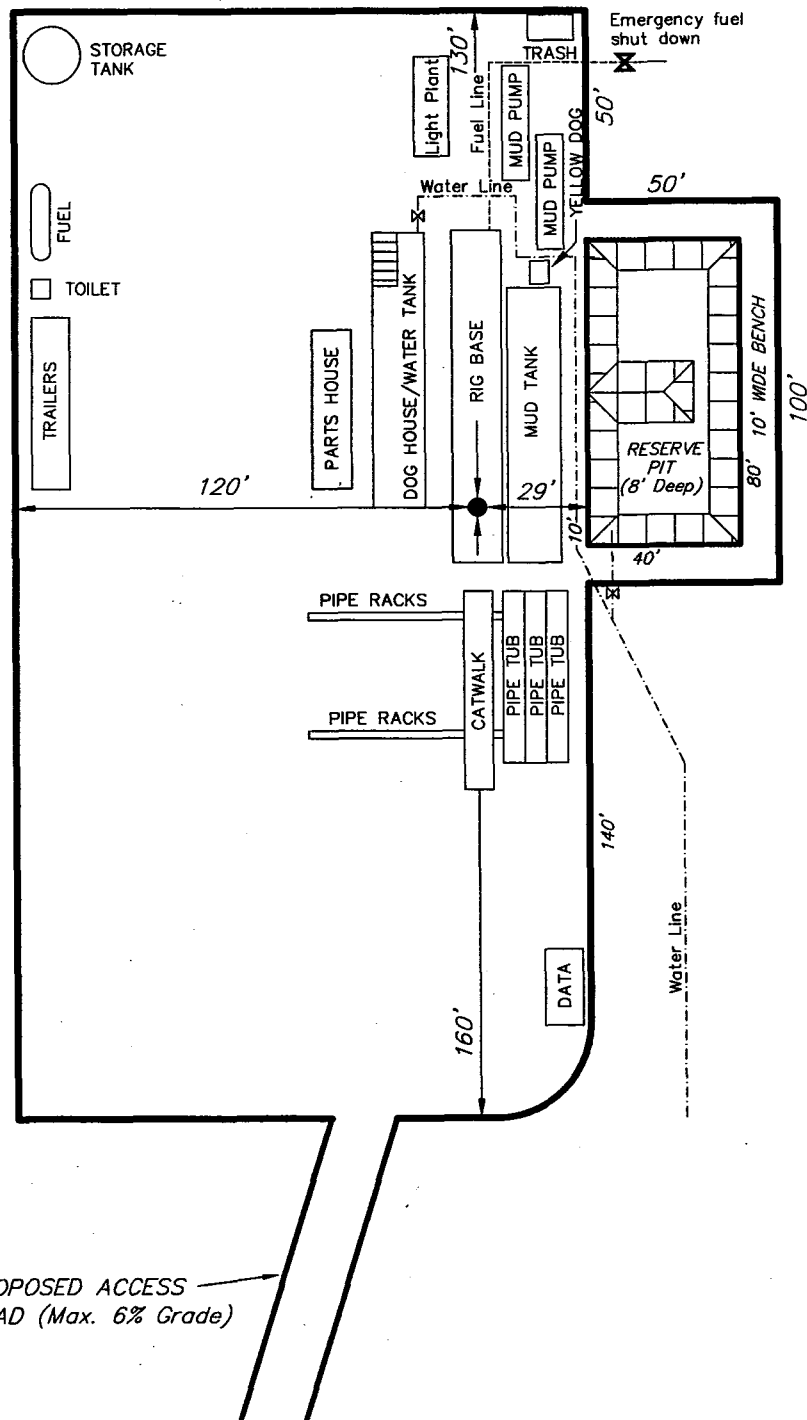 Emergency fuel
shut down
STORAGE
TANK
TRASH
130'
Light Plant
Fuel Line
MUD PUMP
50'
YELLOW DOG
MUD PUMP
Water Line
50'
FUEL
TOILET
TRAILERS
PARTS HOUSE
DOG HOUSE/WATER TANK
RIG BASE
MUD TANK
10' WIDE BENCH
100'
RESERVE
PIT
(8' Deep)
80'
120'
29'
10'
40'
PIPE RACKS
CATWALK
PIPE TUB
PIPE TUB
PIPE TUB
PIPE RACKS
140'
Water Line
DATA
160'
OPOSED ACCESS
AD (Max. 6% Grade)